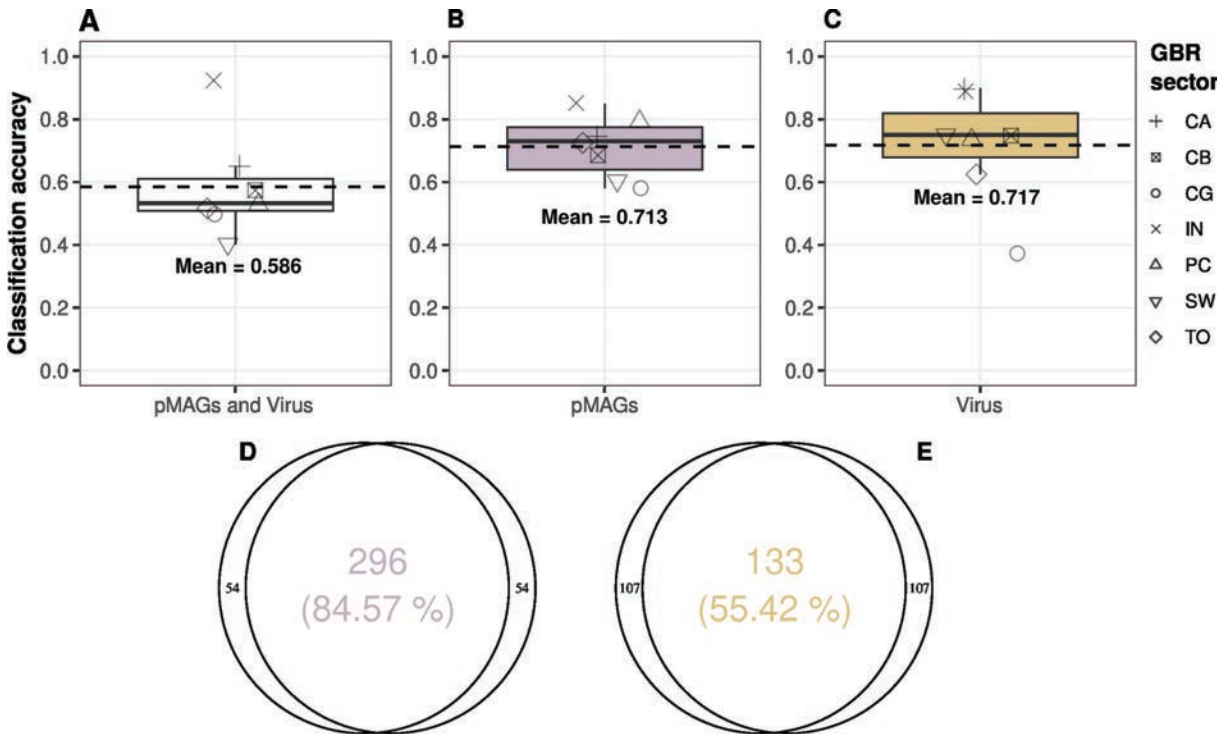 A
B
C
Classification accuracy
1.0
0.8
0.6
0.4
0.2
0.0
Mean = 0.586
pMAGs and Virus
1.0
0.8
0.6
0.4
0.2
0.0
Mean = 0.713
pMAGs
1.0
0.8
0.6
0.4
0.2
0.0
Mean = 0.717
Virus
GBR
sector
CA
CB
CG
IN
PC
SW
TO
D
54
296
(84.57 %)
54
E
107
133
(55.42 %)
107